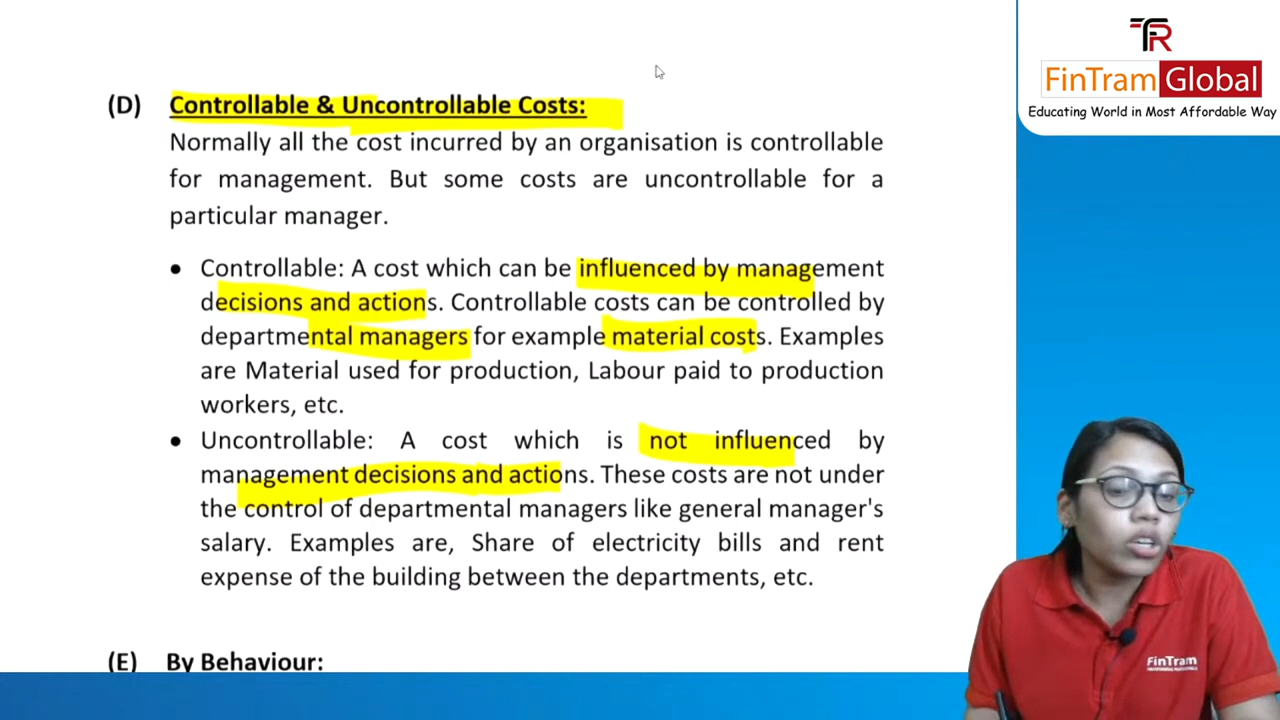 TR
FinTram Global
Educating World in Most Affordable Way
(D) Controllable & Uncontrollable Costs:
Normally all the cost incurred by an organisation is controllable
for management. But some costs are uncontrollable for a
particular manager.
• Controllable: A cost which can be influenced by management
decisions and actions. Controllable costs can be controlled by
departmental managers for example material costs. Examples
are Material used for production, Labour paid to production
workers, etc.
• Uncontrollable: A cost which is not influenced by
management decisions and actions. These costs are not under
the control of departmental managers like general manager's
salary. Examples are, Share of electricity bills and rent
expense of the building between the departments, etc.
(E) By Behaviour:
FinTram